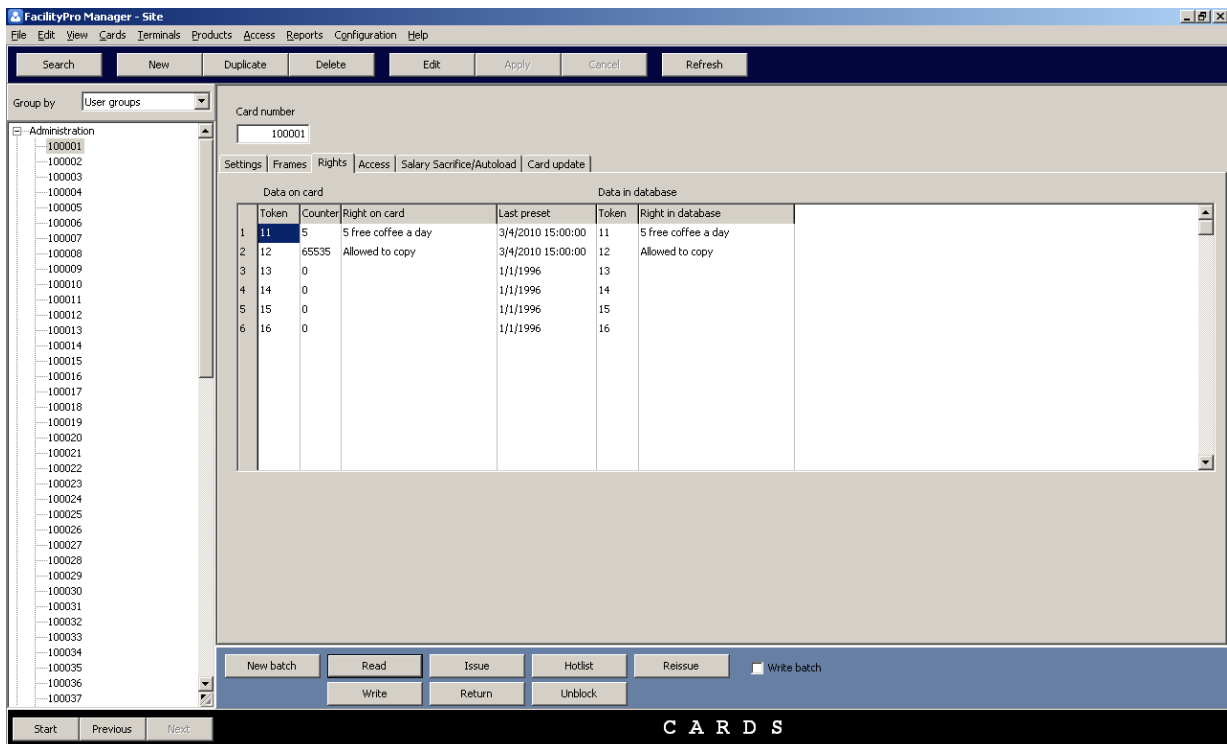 FacilityPro Manager - Site
File Edit View Cards Terminals Products Access Reports Configuration Help
Search New Duplicate Delete Edit Apply Cancel Refresh
Group by User groups
Administration
100001
100002
100003
100004
100005
100006
100007
100008
100009
100010
100011
100012
100013
100014
100015
100016
100017
100018
100019
100020
100021
100022
100023
100024
100025
100026
100027
100028
100029
100030
100031
100032
100033
100034
100035
100036
100037
Card number
100001
Settings Frames Rights Access Salary Sacrifice/Autoload Card update
Data on card Data in database
Token Counter Right on card Last preset Token Right in database
1 11 5 5 free coffee a day 3/4/2010 15:00:00 11 5 free coffee a day
2 12 65535 Allowed to copy 3/4/2010 15:00:00 12 Allowed to copy
3 13 0 1/1/1996 13
4 14 0 1/1/1996 14
5 15 0 1/1/1996 15
6 16 0 1/1/1996 16
New batch Read Issue Hotlist Reissue Write batch
Write Return Unblock
Start Previous Next
CARDS